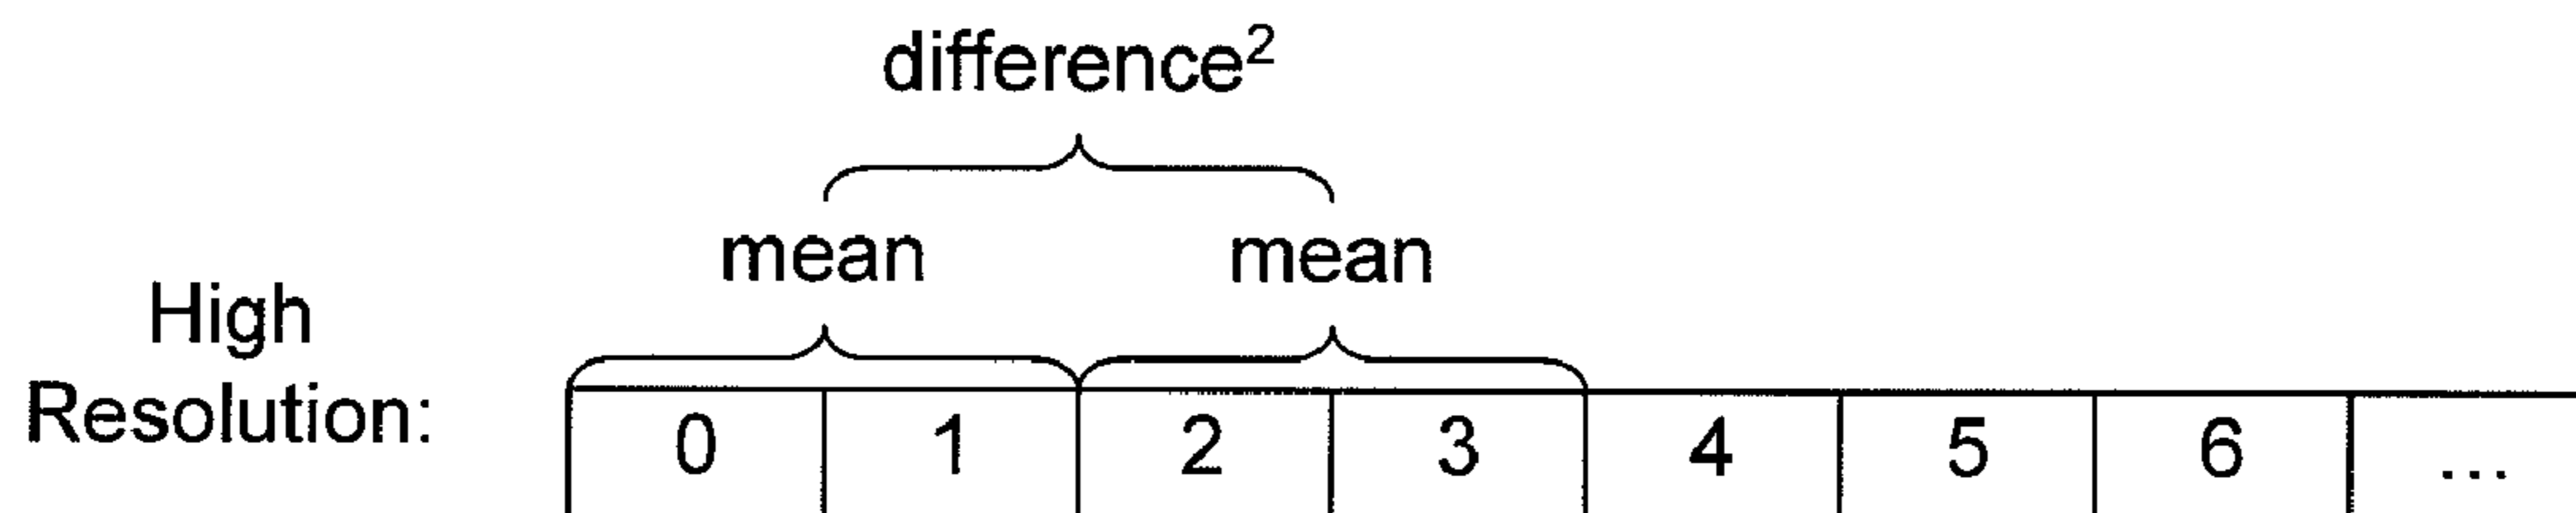 difference²
mean mean
High
Resolution:
0 1 2 3 4 5 6 ...